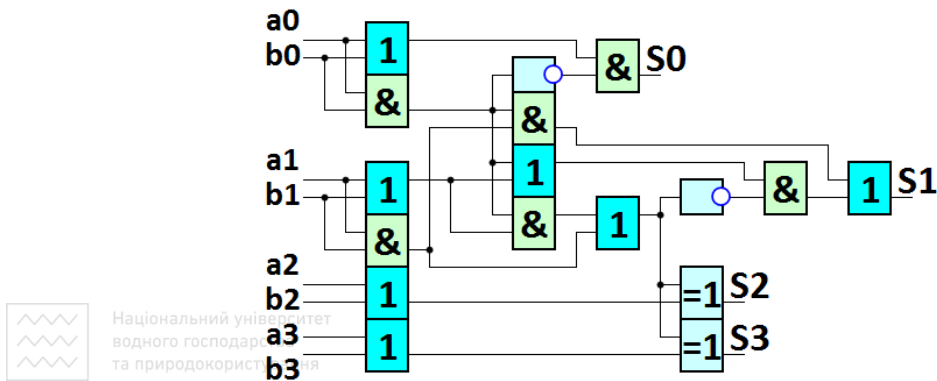 a0
b0
1
&
&
S0
&
1
&
a1
b1
1
&
1
&
1
S1
a2
b2
1
=1
S2
a3
b3
1
=1
S3
Національний університет
водного господарс
та природокористування